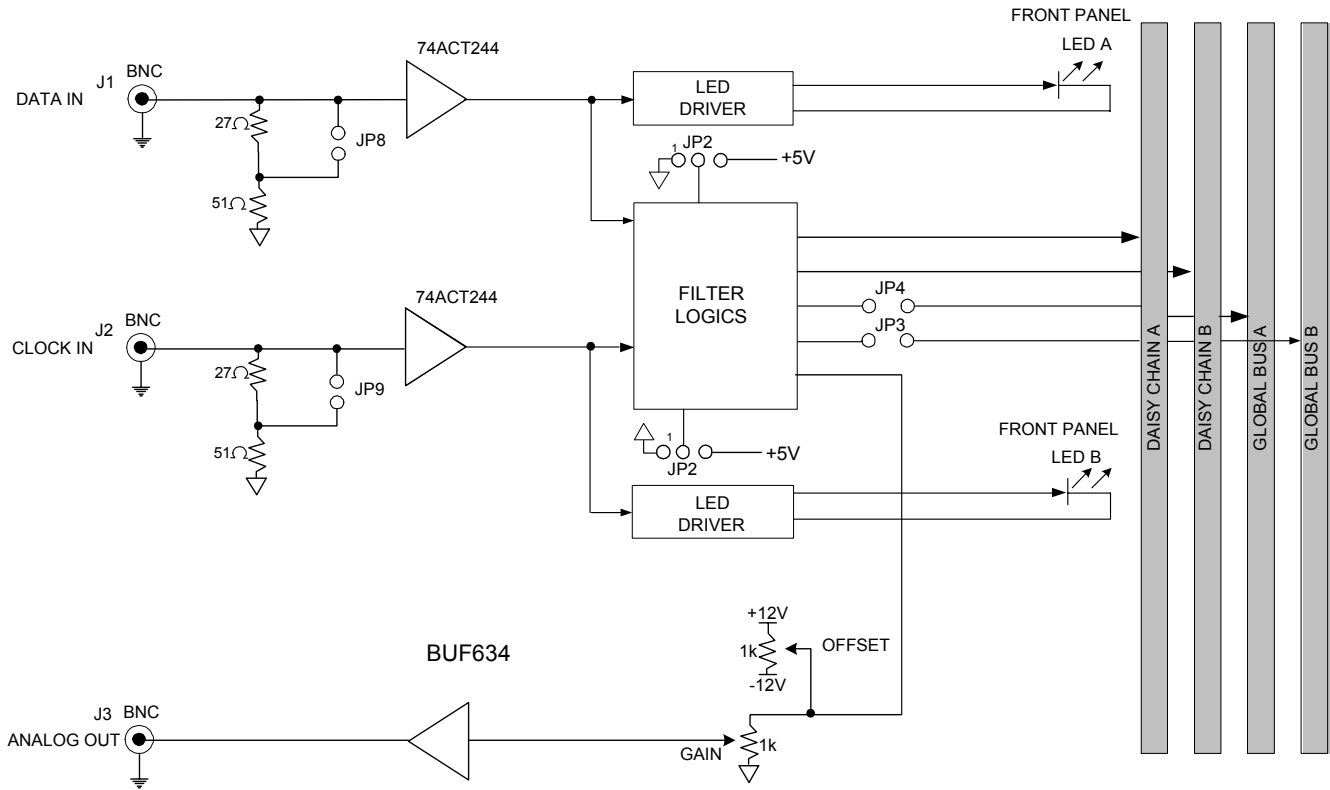 FRONT PANEL
LED A
74ACT244
J1 BNC
DATA IN
LED
DRIVER
27Ω
JP8
51Ω
1 JP2
+5V
FILTER
LOGICS
74ACT244
J2 BNC
CLOCK IN
JP4
JP3
27Ω
JP9
51Ω
1
JP2
+5V
FRONT PANEL
LED B
LED
DRIVER
DAISY CHAIN A
DAISY CHAIN B
GLOBAL BUS A
GLOBAL BUS B
+12V
1k
OFFSET
-12V
BUF634
J3 BNC
ANALOG OUT
GAIN
1k